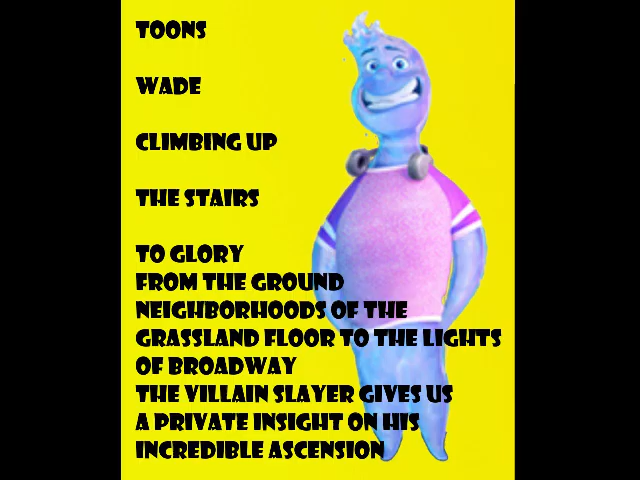 TOONS
WADE
CLIMBING UP
THE STAIRS
TO GLORY
FROM THE GROUND
NEIGHBORHOODS OF THE
GRASSLAND FLOOR TO THE LIGHTS
OF BROADWAY
THE VILLAIN SLAYER GIVES US
A PRIVATE INSIGHT ON HIS
INCREDIBLE ASCENSION